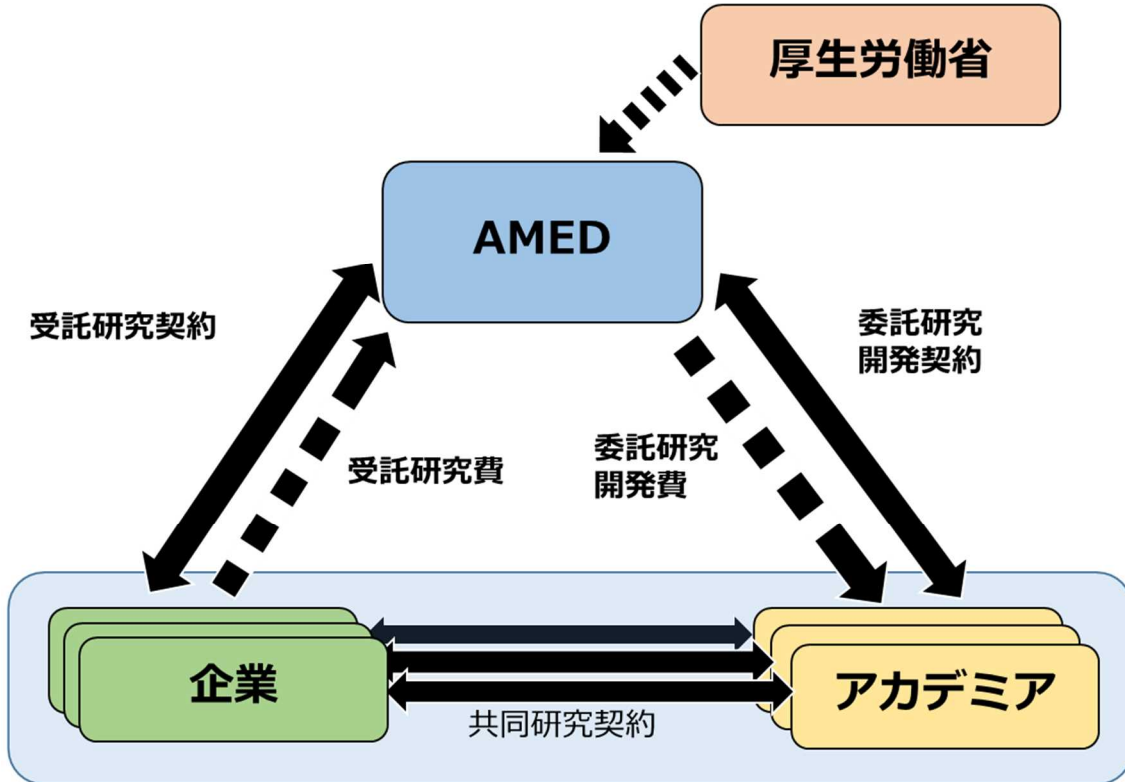 厚生労働省
AMED
受託研究契約
委託研究
開発契約
受託研究費
委託研究
開発費
企業
アカデミア
共同研究契約